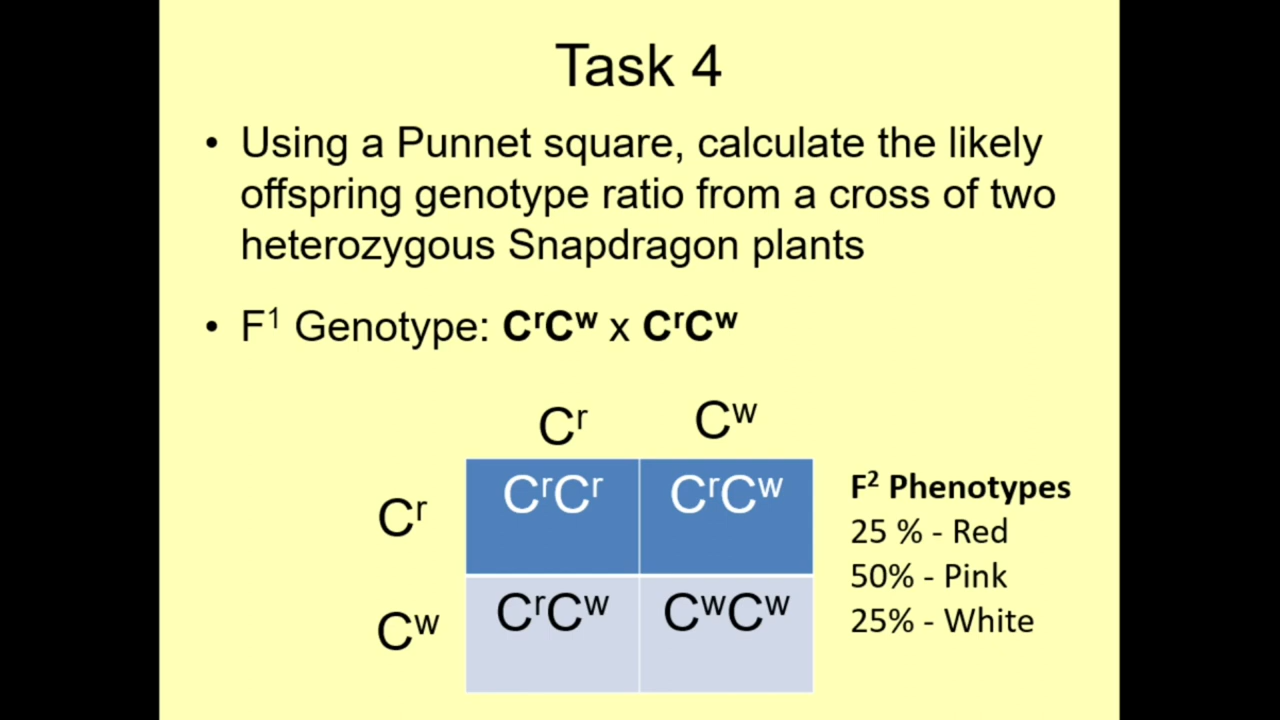 Task 4
• Using a Punnet square, calculate the likely
offspring genotype ratio from a cross of two
heterozygous Snapdragon plants
• F¹ Genotype: CʳCʷ x CʳCʷ
Cʳ Cʷ
Cʳ CʳCʳ CʳCʷ
Cʷ CʳCʷ CʷCʷ
F² Phenotypes
25 % - Red
50% - Pink
25% - White